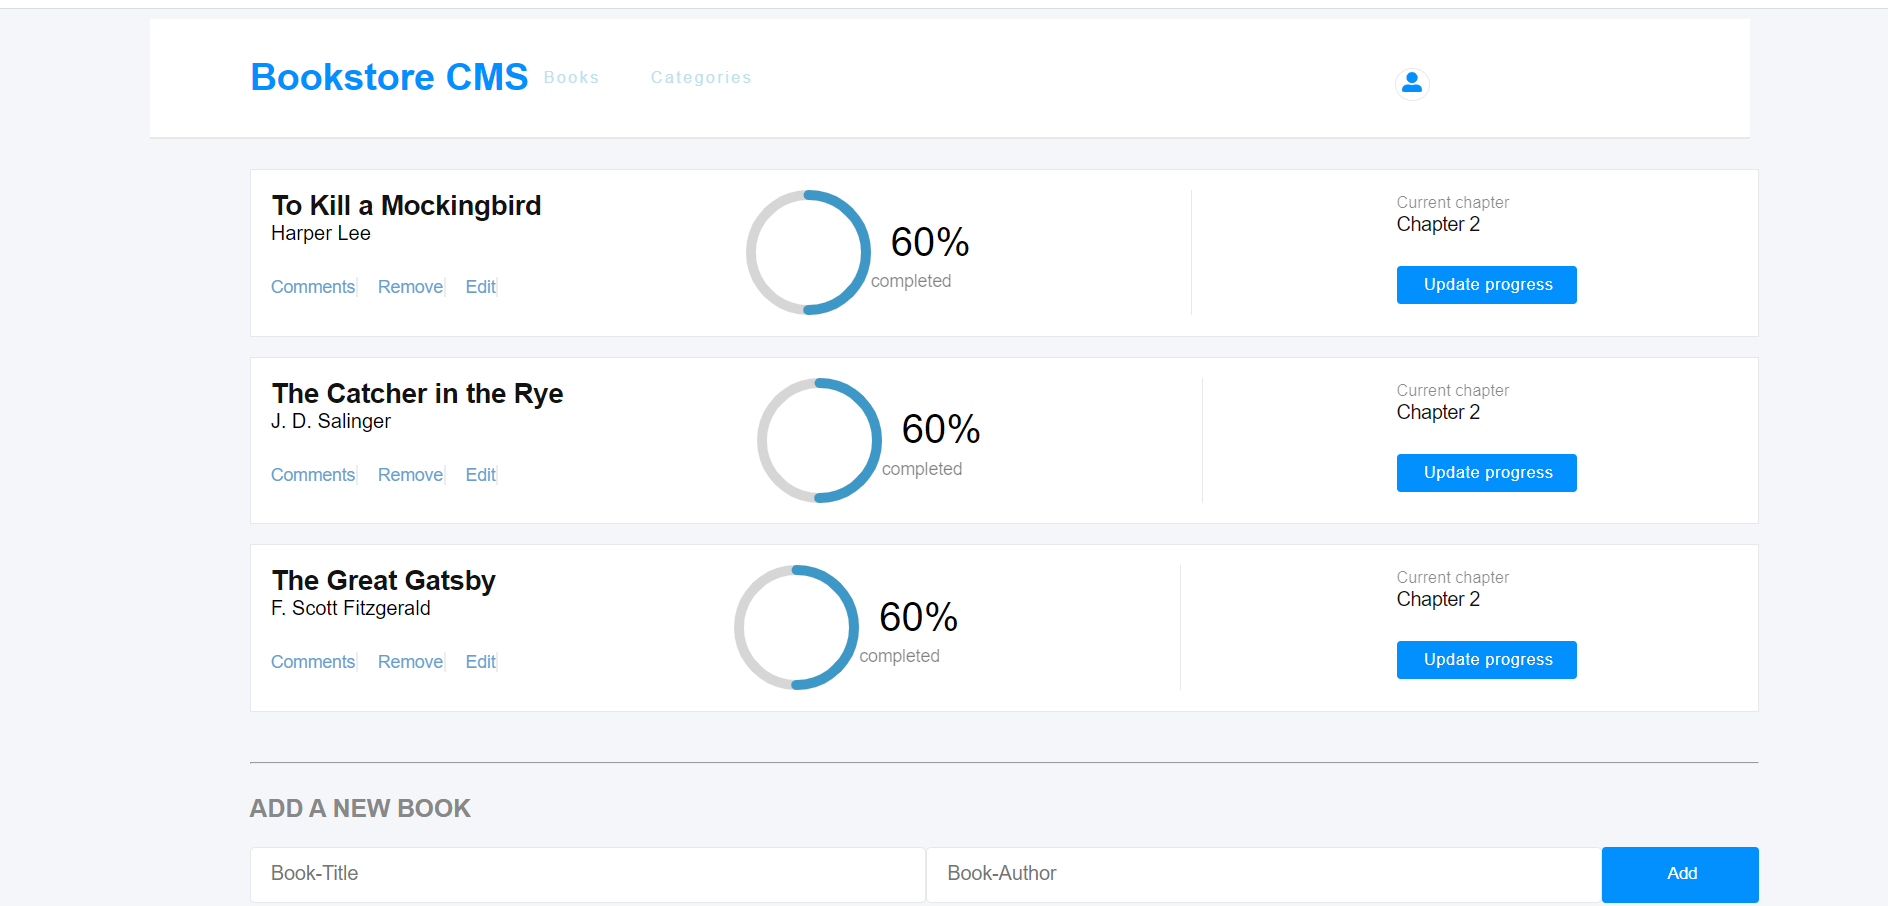 Bookstore CMS Books Categories
To Kill a Mockingbird
Harper Lee
Comments Remove Edit
60%
completed
Current chapter
Chapter 2
Update progress
The Catcher in the Rye
J. D. Salinger
Comments Remove Edit
60%
completed
Current chapter
Chapter 2
Update progress
The Great Gatsby
F. Scott Fitzgerald
Comments Remove Edit
60%
completed
Current chapter
Chapter 2
Update progress
ADD A NEW BOOK
Book-Title Book-Author Add